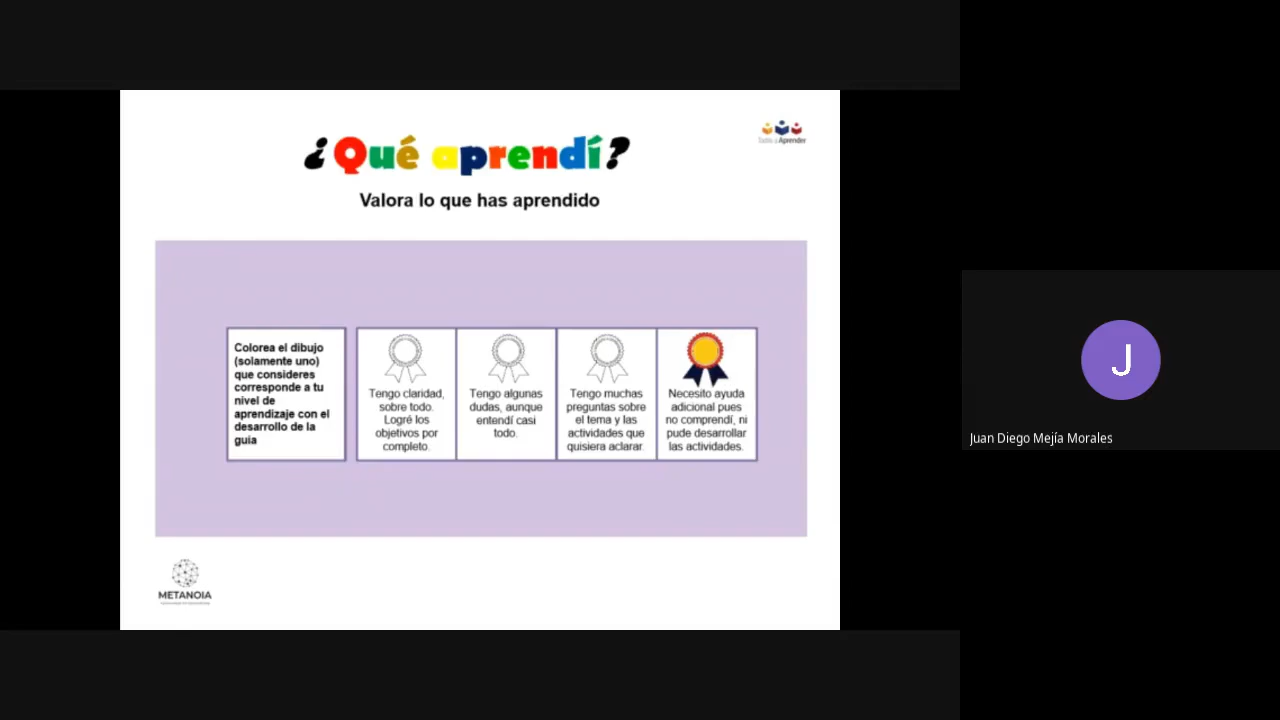 ¿Qué aprendí?
Todos a Aprender
Valora lo que has aprendido
Colorea el dibujo
(solamente uno)
que consideres
corresponde a tu
nivel de
aprendizaje con el
desarrollo de la
guía
Tengo claridad,
sobre todo.
Logré los
objetivos por
completo.
Tengo algunas
dudas, aunque
entendí casi
todo.
Tengo muchas
preguntas sobre
el tema y las
actividades que
quisiera aclarar.
Necesito ayuda
adicional pues
no comprendí, ni
pude desarrollar
las actividades.
METANOIA
J
Juan Diego Mejía Morales